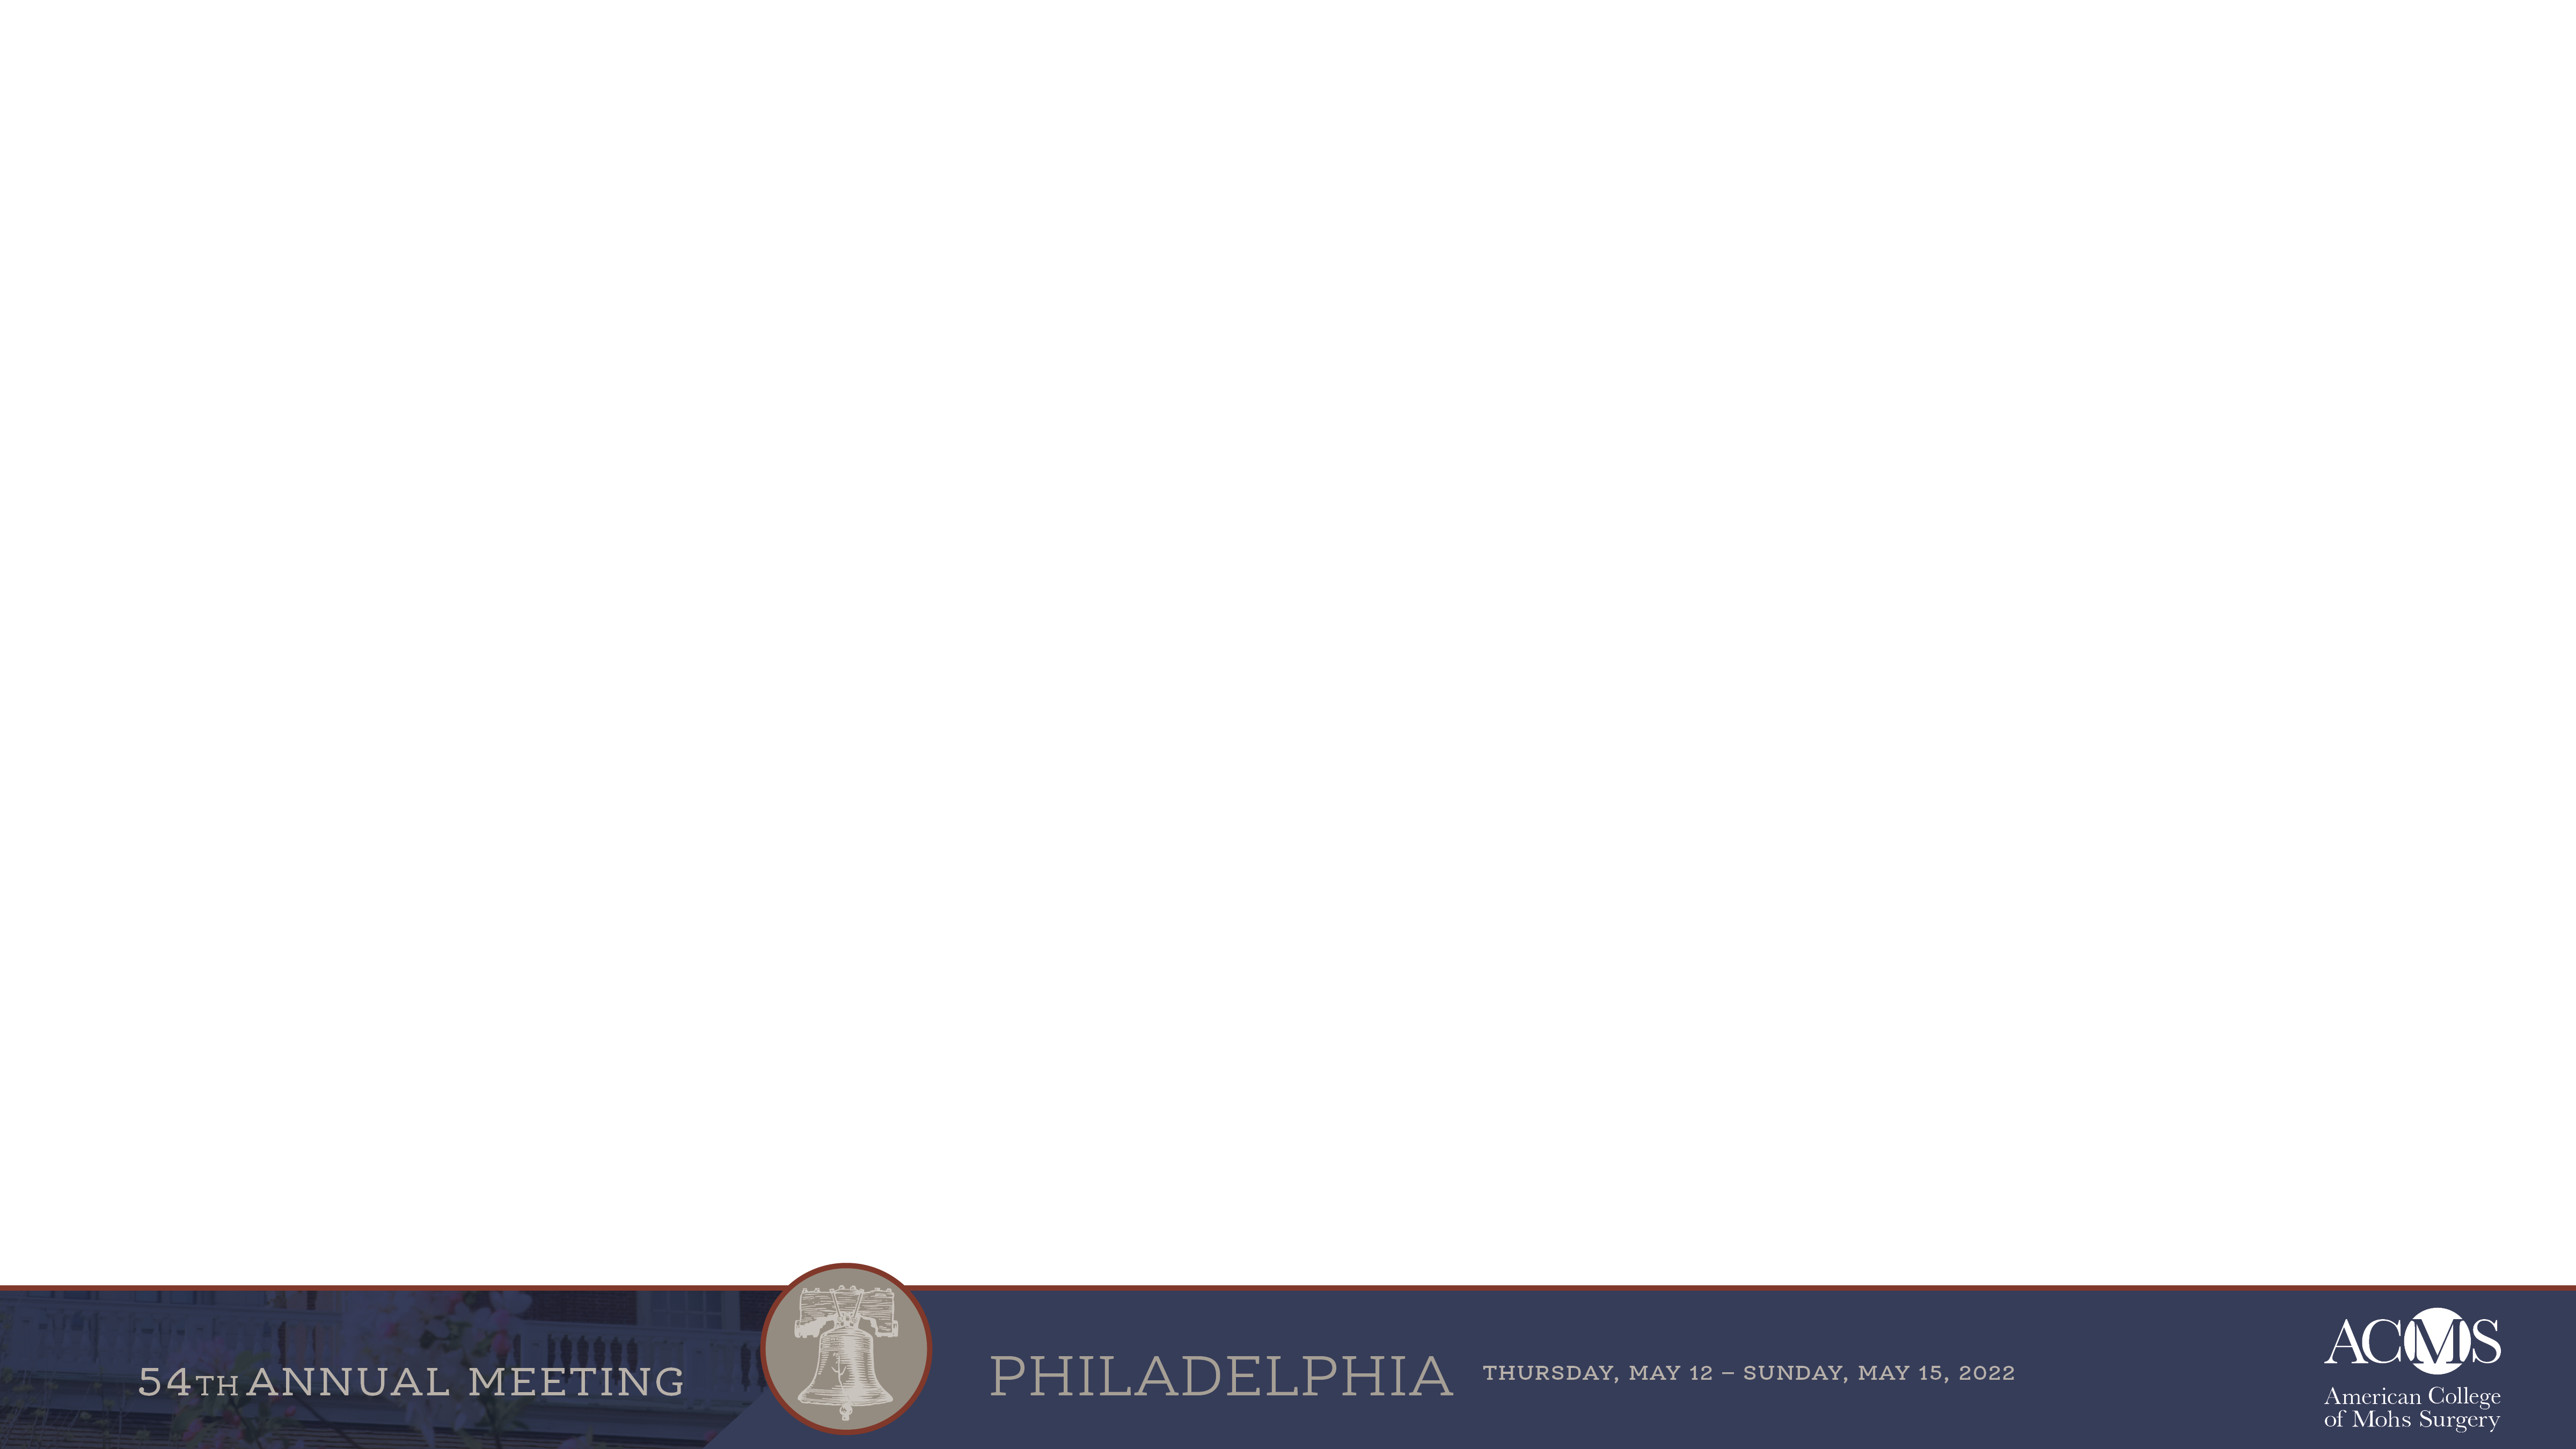 54TH ANNUAL MEETING
PHILADELPHIA
THURSDAY, MAY 12 – SUNDAY, MAY 15, 2022
ACMS
American College
of Mohs Surgery